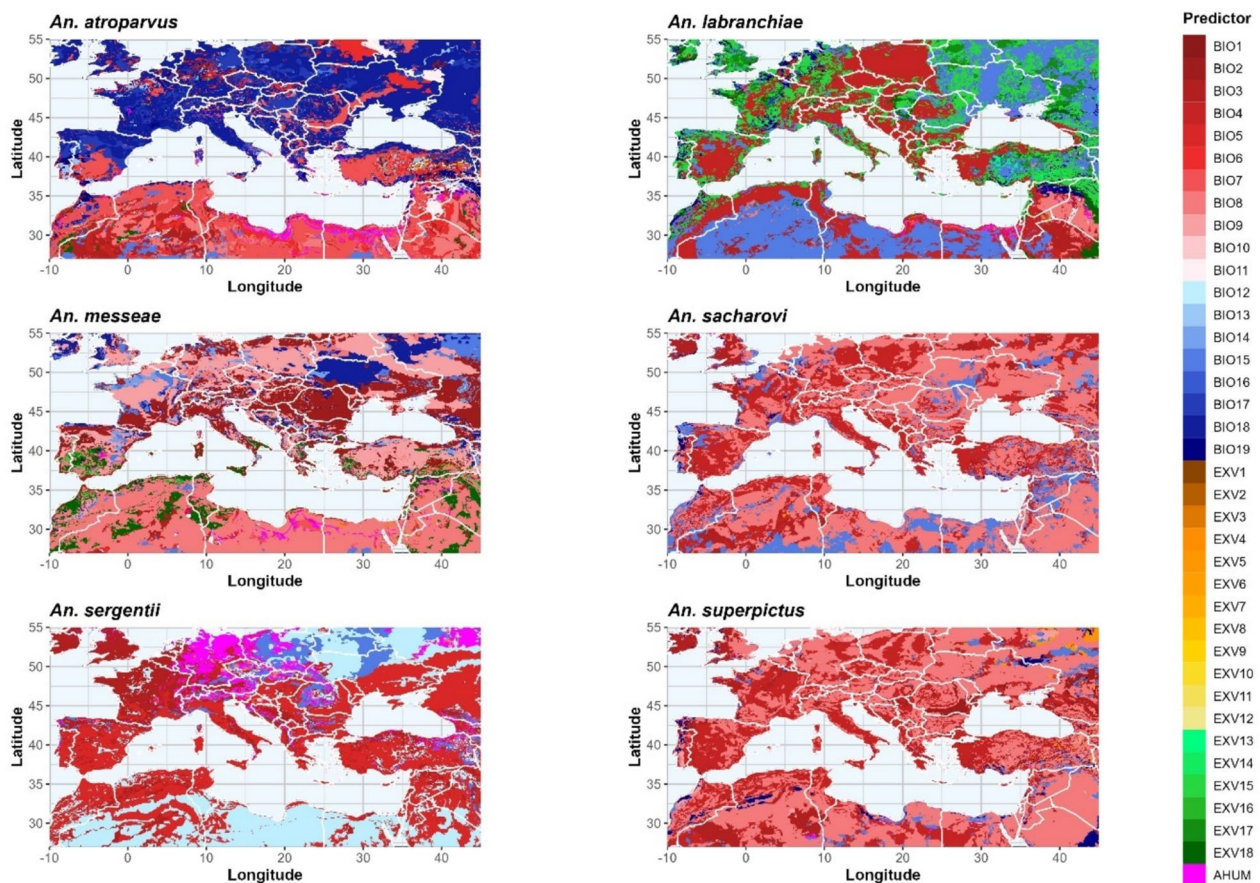 An. atroparvus
55
50
45
40
35
30
Latitude
-10 0 10 20 30 40
Longitude
An. labranchiae
55
50
45
40
35
30
Latitude
-10 0 10 20 30 40
Longitude
An. messeae
55
50
45
40
35
30
Latitude
-10 0 10 20 30 40
Longitude
An. sacharovi
55
50
45
40
35
30
Latitude
-10 0 10 20 30 40
Longitude
An. sergentii
55
50
45
40
35
30
Latitude
-10 0 10 20 30 40
Longitude
An. superpictus
55
50
45
40
35
30
Latitude
-10 0 10 20 30 40
Longitude
Predictor
BIO1
BIO2
BIO3
BIO4
BIO5
BIO6
BIO7
BIO8
BIO9
BIO10
BIO11
BIO12
BIO13
BIO14
BIO15
BIO16
BIO17
BIO18
BIO19
EXV1
EXV2
EXV3
EXV4
EXV5
EXV6
EXV7
EXV8
EXV9
EXV10
EXV11
EXV12
EXV13
EXV14
EXV15
EXV16
EXV17
EXV18
AHUM